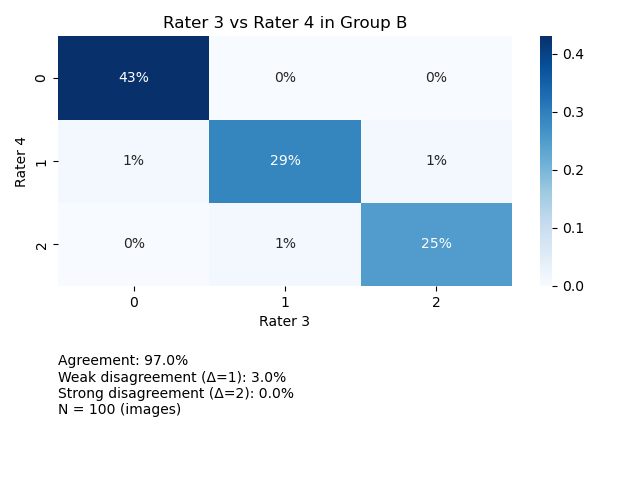 Rater 3 vs Rater 4 in Group B
0
43%
0%
0%
0.4
0.3
Rater 4
1
1%
29%
1%
0.2
0.1
2
0%
1%
25%
0.0
0
1
2
Rater 3
Agreement: 97.0%
Weak disagreement (Δ=1): 3.0%
Strong disagreement (Δ=2): 0.0%
N = 100 (images)